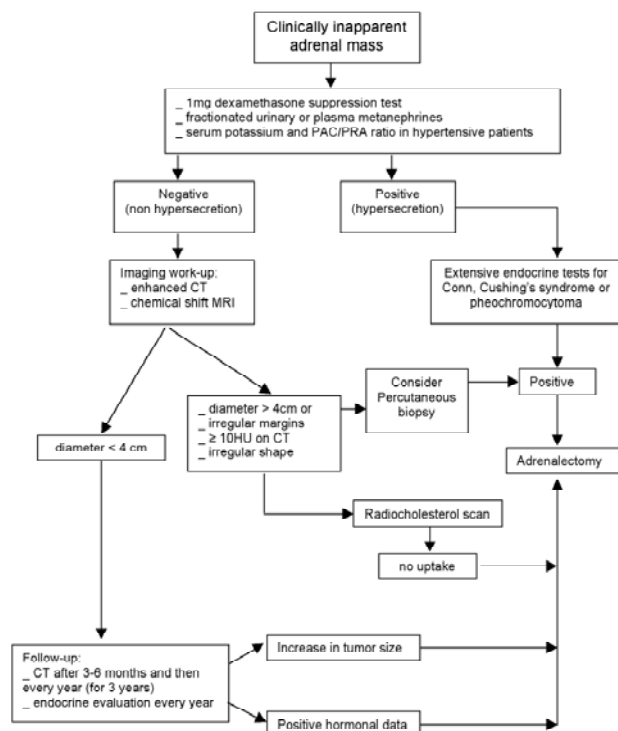 Clinically inapparent
adrenal mass
_ 1mg dexamethasone suppression test
_ fractionated urinary or plasma metanephrines
_ serum potassium and PAC/PRA ratio in hypertensive patients
Negative
(non hypersecretion)
Positive
(hypersecretion)
Imaging work-up:
_ enhanced CT
_ chemical shift MRI
Extensive endocrine tests for
Conn, Cushing's syndrome or
pheochromocytoma
diameter < 4 cm
_ diameter > 4cm or
_ irregular margins
_ ≥ 10HU on CT
_ irregular shape
Consider
Percutaneous
biopsy
Positive
Adrenalectomy
Radiocholesterol scan
no uptake
Follow-up:
_ CT after 3-6 months and then
every year (for 3 years)
_ endocrine evaluation every year
Increase in tumor size
Positive hormonal data